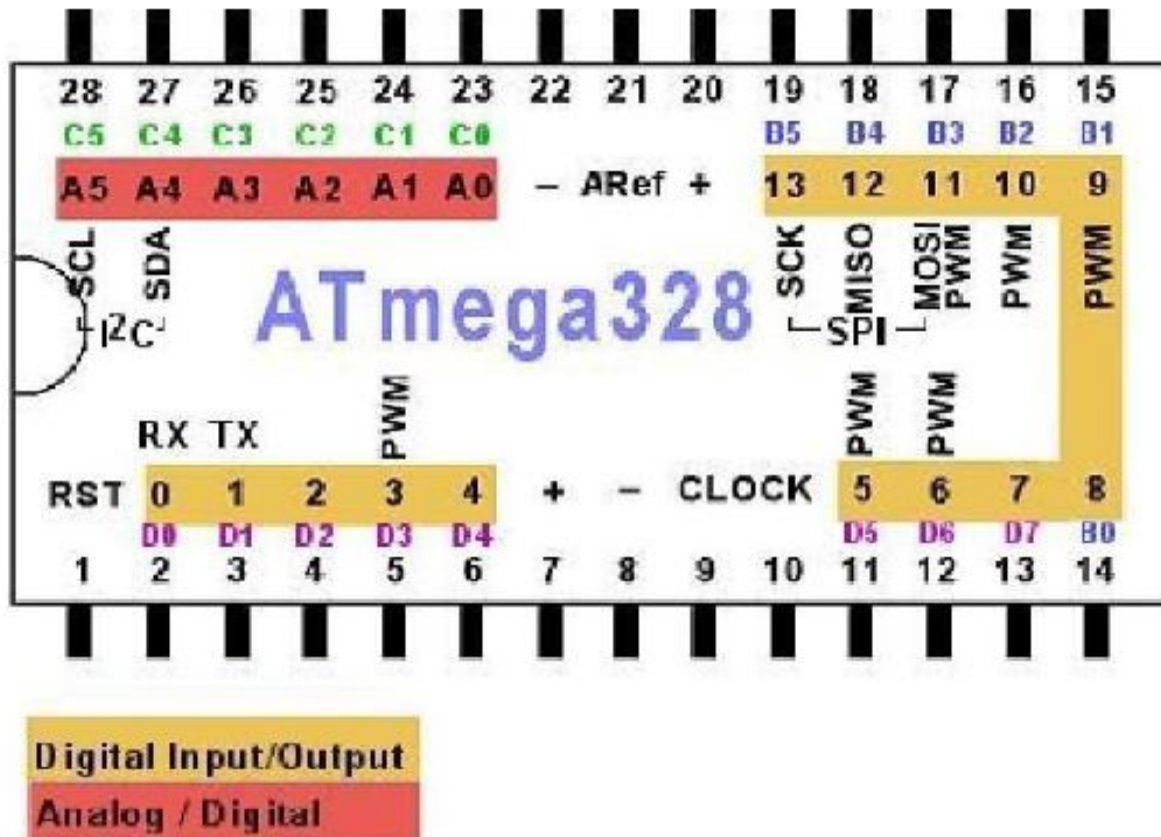 28 27 26 25 24 23 22 21 20 19 18 17 16 15
C5 C4 C3 C2 C1 C0 B5 B4 B3 B2 B1
A5 A4 A3 A2 A1 A0 – ARef + 13 12 11 10 9
SCL SDA SCK MISO MOSI PWM PWM PWM
ATmega328
I²C SPI
PWM PWM PWM
RX TX
RST 0 1 2 3 4 + – CLOCK 5 6 7 8
D0 D1 D2 D3 D4 D5 D6 D7 B0
1 2 3 4 5 6 7 8 9 10 11 12 13 14
Digital Input/Output
Analog / Digital